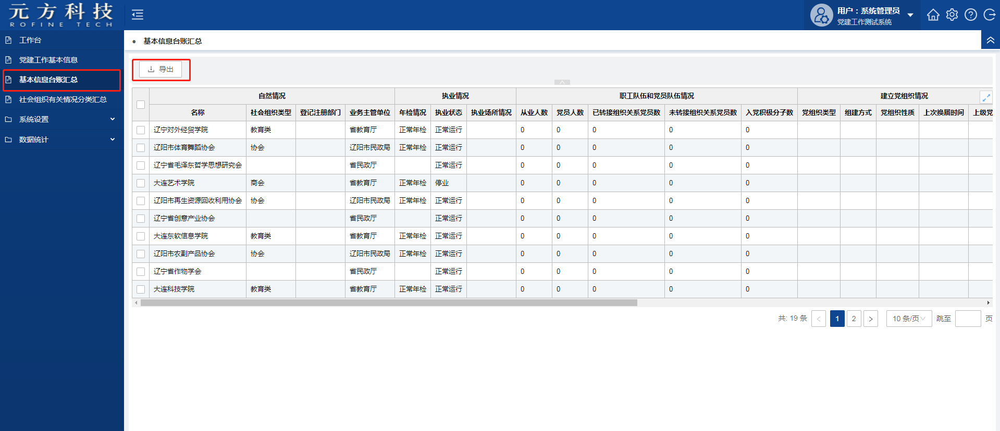 元方科技
ROFINE TECH
用户：系统管理员
党建工作测试系统
工作台
党建工作基本信息
基本信息台账汇总
社会组织有关情况分类汇总
系统设置
数据统计
基本信息台账汇总
导出
自然情况 执业情况 职工队伍和党员队伍情况 建立党组织情况
名称 社会组织类型 登记注册部门 业务主管单位 年检情况 执业状态 执业场所情况 从业人数 党员人数 已转接组织关系党员数 未转接组织关系党员数 入党积极分子数 党组织类型 组建方式 党组织性质 上次换届时间 上级党
辽宁对外经贸学院 教育类 省教育厅 正常年检 正常运行 0 0 0 0 0
辽阳市体育舞蹈协会 协会 辽阳市民政局 正常年检 正常运行 0 0 0 0 0
辽宁省毛泽东哲学思想研究会 省民政厅 正常运行 0 0 0 0 0
大连艺术学院 商会 省教育厅 正常年检 停业 0 0 0 0 0
辽阳市再生资源回收利用协会 协会 辽阳市民政局 正常年检 正常运行 0 0 0 0 0
辽宁省创意产业协会 省民政厅 正常运行 0 0 0 0 0
大连东软信息学院 教育类 省教育厅 正常年检 正常运行 0 0 0 0 0
辽阳市农副产品协会 协会 辽阳市民政局 正常年检 正常运行 0 0 0 0 0
辽宁省作物学会 省民政厅 正常运行 0 0 0 0 0
大连科技学院 教育类 省教育厅 正常年检 正常运行 0 0 0 0 0
共: 19 条 < 1 2 > 10 条/页 跳至 页